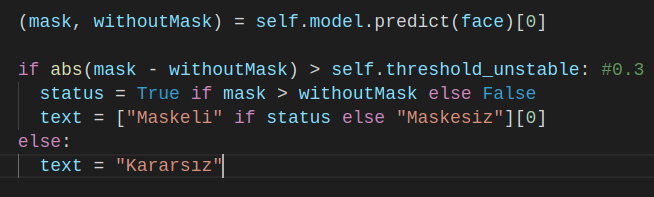 (mask, withoutMask) = self.model.predict(face)[0]
if abs(mask - withoutMask) > self.threshold_unstable: #0.3
status = True if mask > withoutMask else False
text = ["Maskeli" if status else "Maskesiz"][0]
else:
text = "Kararsız"